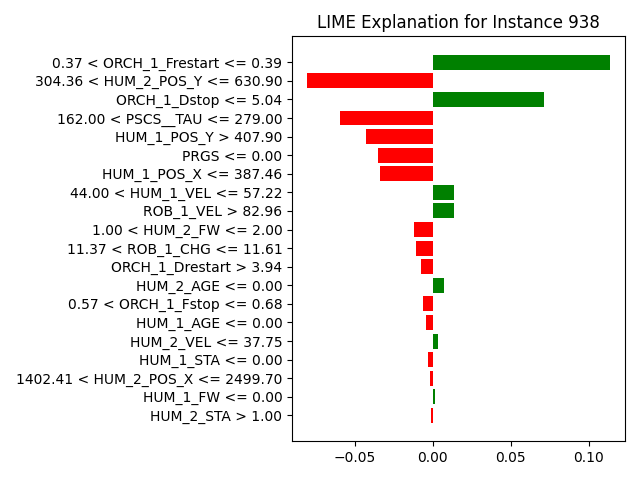 LIME Explanation for Instance 938
0.37 < ORCH_1_Frestart <= 0.39
304.36 < HUM_2_POS_Y <= 630.90
ORCH_1_Dstop <= 5.04
162.00 < PSCS__TAU <= 279.00
HUM_1_POS_Y > 407.90
PRGS <= 0.00
HUM_1_POS_X <= 387.46
44.00 < HUM_1_VEL <= 57.22
ROB_1_VEL > 82.96
1.00 < HUM_2_FW <= 2.00
11.37 < ROB_1_CHG <= 11.61
ORCH_1_Drestart > 3.94
HUM_2_AGE <= 0.00
0.57 < ORCH_1_Fstop <= 0.68
HUM_1_AGE <= 0.00
HUM_2_VEL <= 37.75
HUM_1_STA <= 0.00
1402.41 < HUM_2_POS_X <= 2499.70
HUM_1_FW <= 0.00
HUM_2_STA > 1.00
−0.05 0.00 0.05 0.10